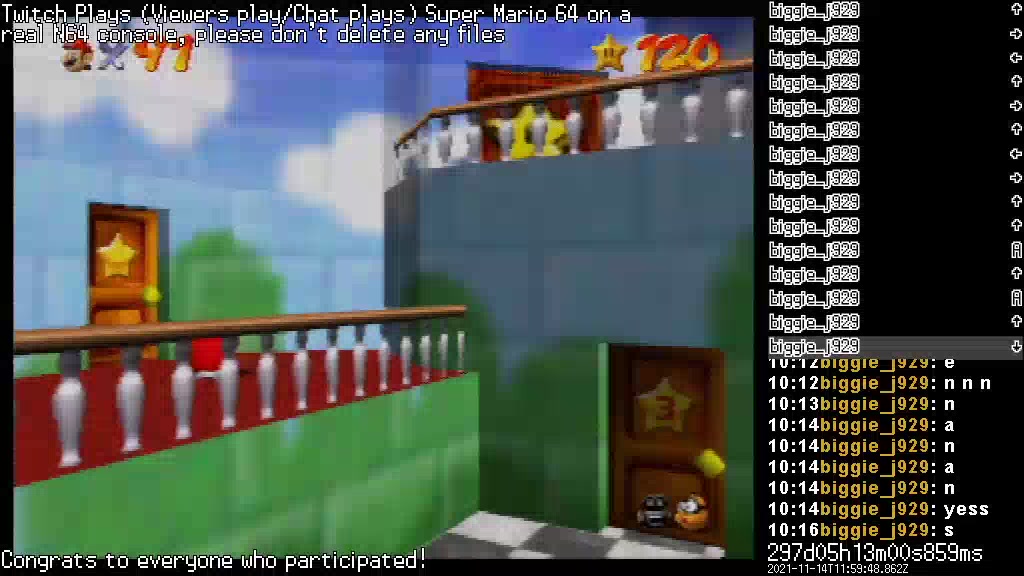 Twitch Plays (Viewers play/Chat plays) Super Mario 64 on a
real N64 console, please don't delete any files
120
3
Congrats to everyone who participated!
biggie_j929 ↑
biggie_j929 →
biggie_j929 ←
biggie_j929 ↑
biggie_j929 →
biggie_j929 ↑
biggie_j929 ←
biggie_j929 →
biggie_j929 ↑
biggie_j929 ↑
biggie_j929 A
biggie_j929 ↑
biggie_j929 A
biggie_j929 ↑
biggie_j929 ↓
10:12biggie_j929: e
10:12biggie_j929: n n n
10:13biggie_j929: n
10:14biggie_j929: a
10:14biggie_j929: n
10:14biggie_j929: a
10:14biggie_j929: n
10:14biggie_j929: yess
10:16biggie_j929: s
297d05h13m00s859ms
2021-11-14T11:59:48.862Z